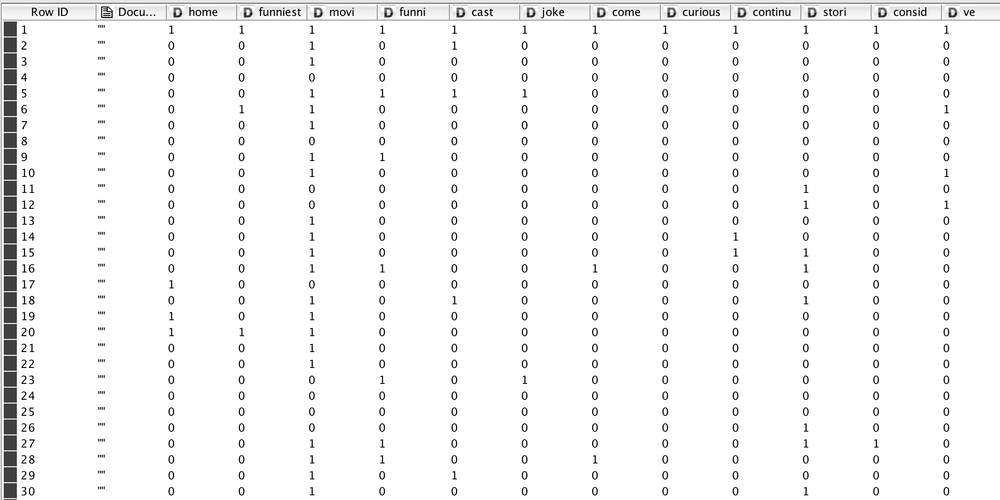 Row ID Docu... D home D funniest D movi D funni D cast D joke D come D curious D continu D stori D consid D ve
1 "" 1 1 1 1 1 1 1 1 1 1 1 1
2 "" 0 0 1 0 1 0 0 0 0 0 0 0
3 "" 0 0 1 0 0 0 0 0 0 0 0 0
4 "" 0 0 0 0 0 0 0 0 0 0 0 0
5 "" 0 0 1 1 1 1 0 0 0 0 0 0
6 "" 0 1 1 0 0 0 0 0 0 0 0 1
7 "" 0 0 1 0 0 0 0 0 0 0 0 0
8 "" 0 0 0 0 0 0 0 0 0 0 0 0
9 "" 0 0 1 1 0 0 0 0 0 0 0 0
10 "" 0 0 1 0 0 0 0 0 0 0 0 1
11 "" 0 0 0 0 0 0 0 0 0 1 0 0
12 "" 0 0 0 0 0 0 0 0 0 1 0 1
13 "" 0 0 1 0 0 0 0 0 0 0 0 0
14 "" 0 0 1 0 0 0 0 0 1 0 0 0
15 "" 0 0 1 0 0 0 0 0 1 1 0 0
16 "" 0 0 1 1 0 0 1 0 0 1 0 0
17 "" 1 0 0 0 0 0 0 0 0 0 0 0
18 "" 0 0 1 0 1 0 0 0 0 1 0 0
19 "" 1 0 1 0 0 0 0 0 0 0 0 0
20 "" 1 1 1 0 0 0 0 0 0 0 0 0
21 "" 0 0 1 0 0 0 0 0 0 0 0 0
22 "" 0 0 1 0 0 0 0 0 0 0 0 0
23 "" 0 0 0 1 0 1 0 0 0 0 0 0
24 "" 0 0 0 0 0 0 0 0 0 0 0 0
25 "" 0 0 0 0 0 0 0 0 0 0 0 0
26 "" 0 0 0 0 0 0 0 0 0 1 0 0
27 "" 0 0 1 1 0 0 0 0 0 1 1 0
28 "" 0 0 1 1 0 0 1 0 0 0 0 0
29 "" 0 0 1 0 1 0 0 0 0 0 0 0
30 "" 0 0 1 0 0 0 0 0 0 1 0 0